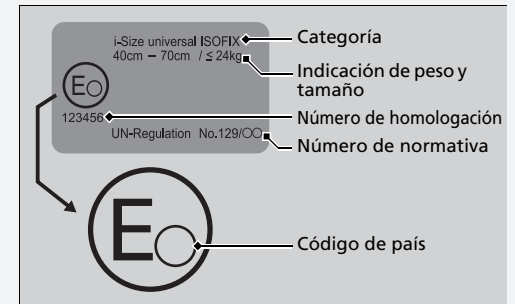 i-Size universal ISOFIX
40cm – 70cm / ≤ 24kg
E
123456
UN-Regulation No.129/○○
Categoría
Indicación de peso y
tamaño
Número de homologación
Número de normativa
E
Código de país